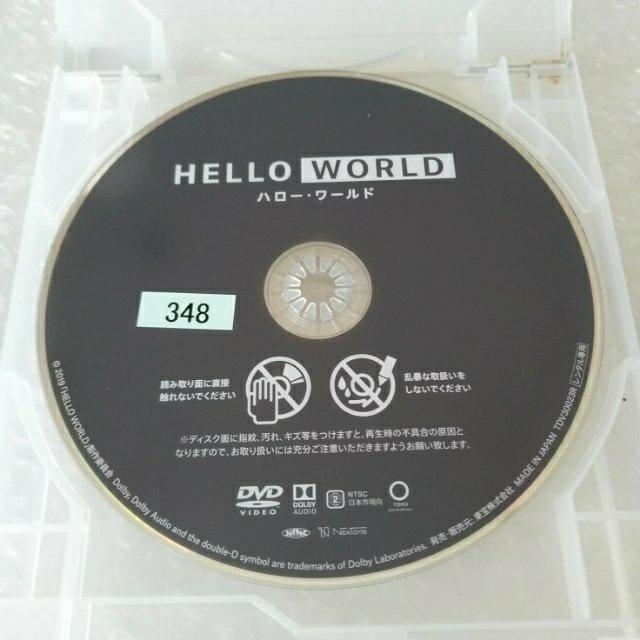 HELLO WORLD
ハロー・ワールド
348
読み取り面に直接
触れないでください
乱暴な取扱いを
しないでください
※ディスク面に指紋、汚れ、キズ等をつけますと、再生時の不具合の原因と
なりますので、お取り扱いには充分ご注意いただきますようお願い致します。
DVD
VIDEO
DOLBY
AUDIO
2
NTSC
日本市場向
TOHO
Nextone
©2019「HELLO WORLD」製作委員会 Dolby, Dolby Audio and the double-D symbol are trademarks of Dolby Laboratories. 発売・販売元・東宝株式会社 MADE IN JAPAN TDV30023R レンタル専用